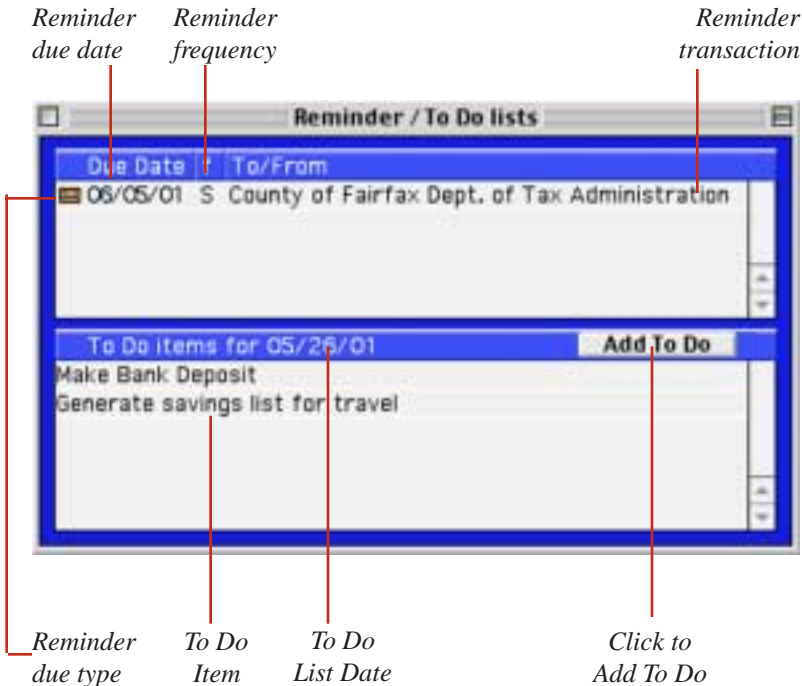 Reminder due date
Reminder frequency
Reminder transaction
Reminder / To Do lists
Due Date To/From
06/05/01 S County of Fairfax Dept. of Tax Administration
To Do items for 05/26/01 Add To Do
Make Bank Deposit
Generate savings list for travel
Reminder due type
To Do Item
To Do List Date
Click to Add To Do